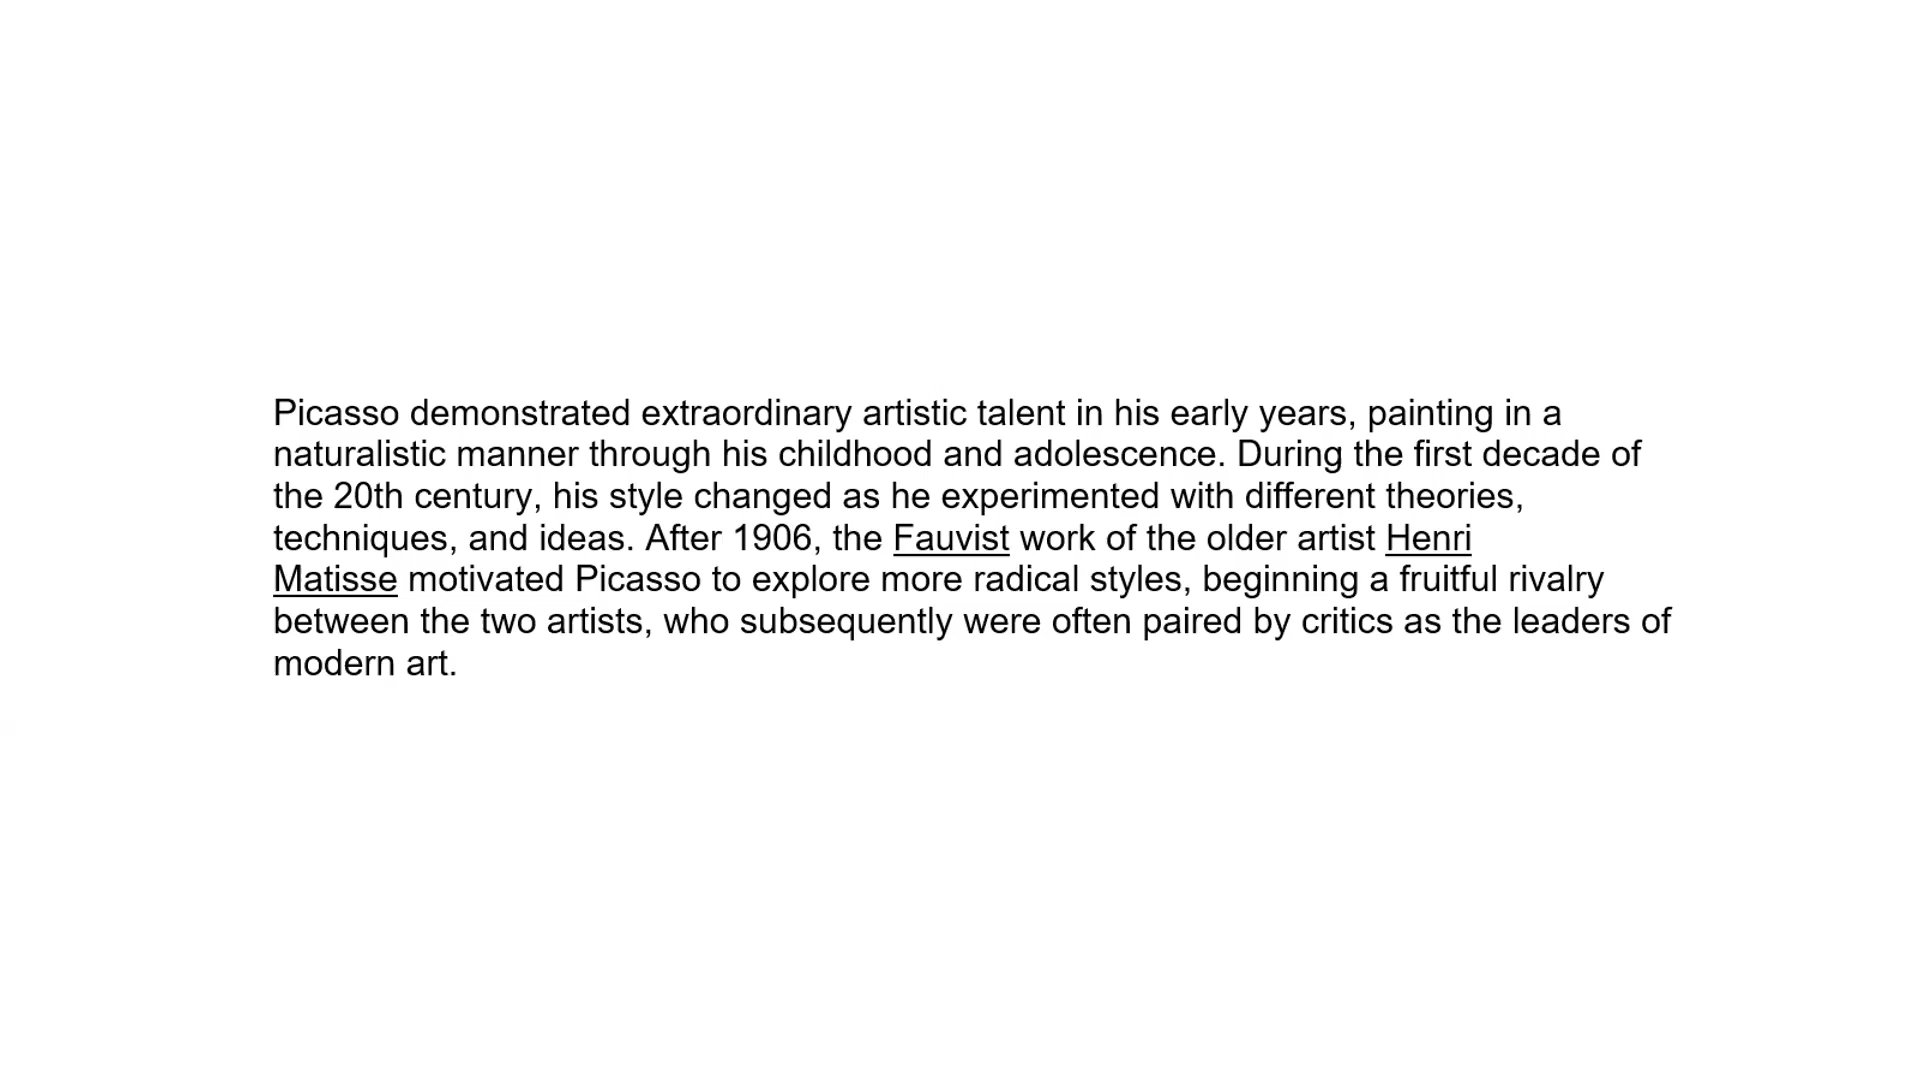 Picasso demonstrated extraordinary artistic talent in his early years, painting in a
naturalistic manner through his childhood and adolescence. During the first decade of
the 20th century, his style changed as he experimented with different theories,
techniques, and ideas. After 1906, the Fauvist work of the older artist Henri
Matisse motivated Picasso to explore more radical styles, beginning a fruitful rivalry
between the two artists, who subsequently were often paired by critics as the leaders of
modern art.